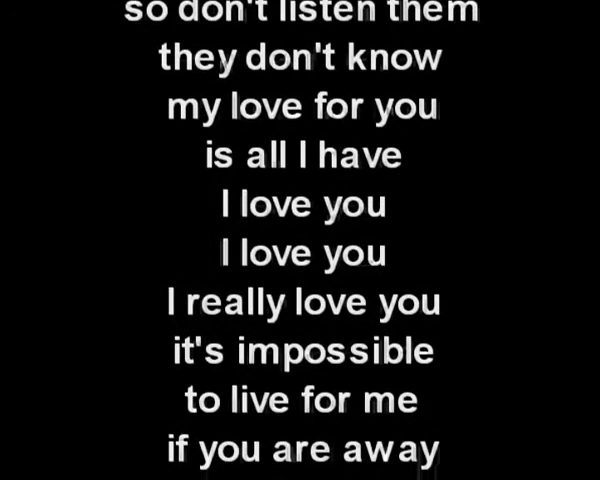 so don't listen them
they don't know
my love for you
is all I have
I love you
I love you
I really love you
it's impossible
to live for me
if you are away